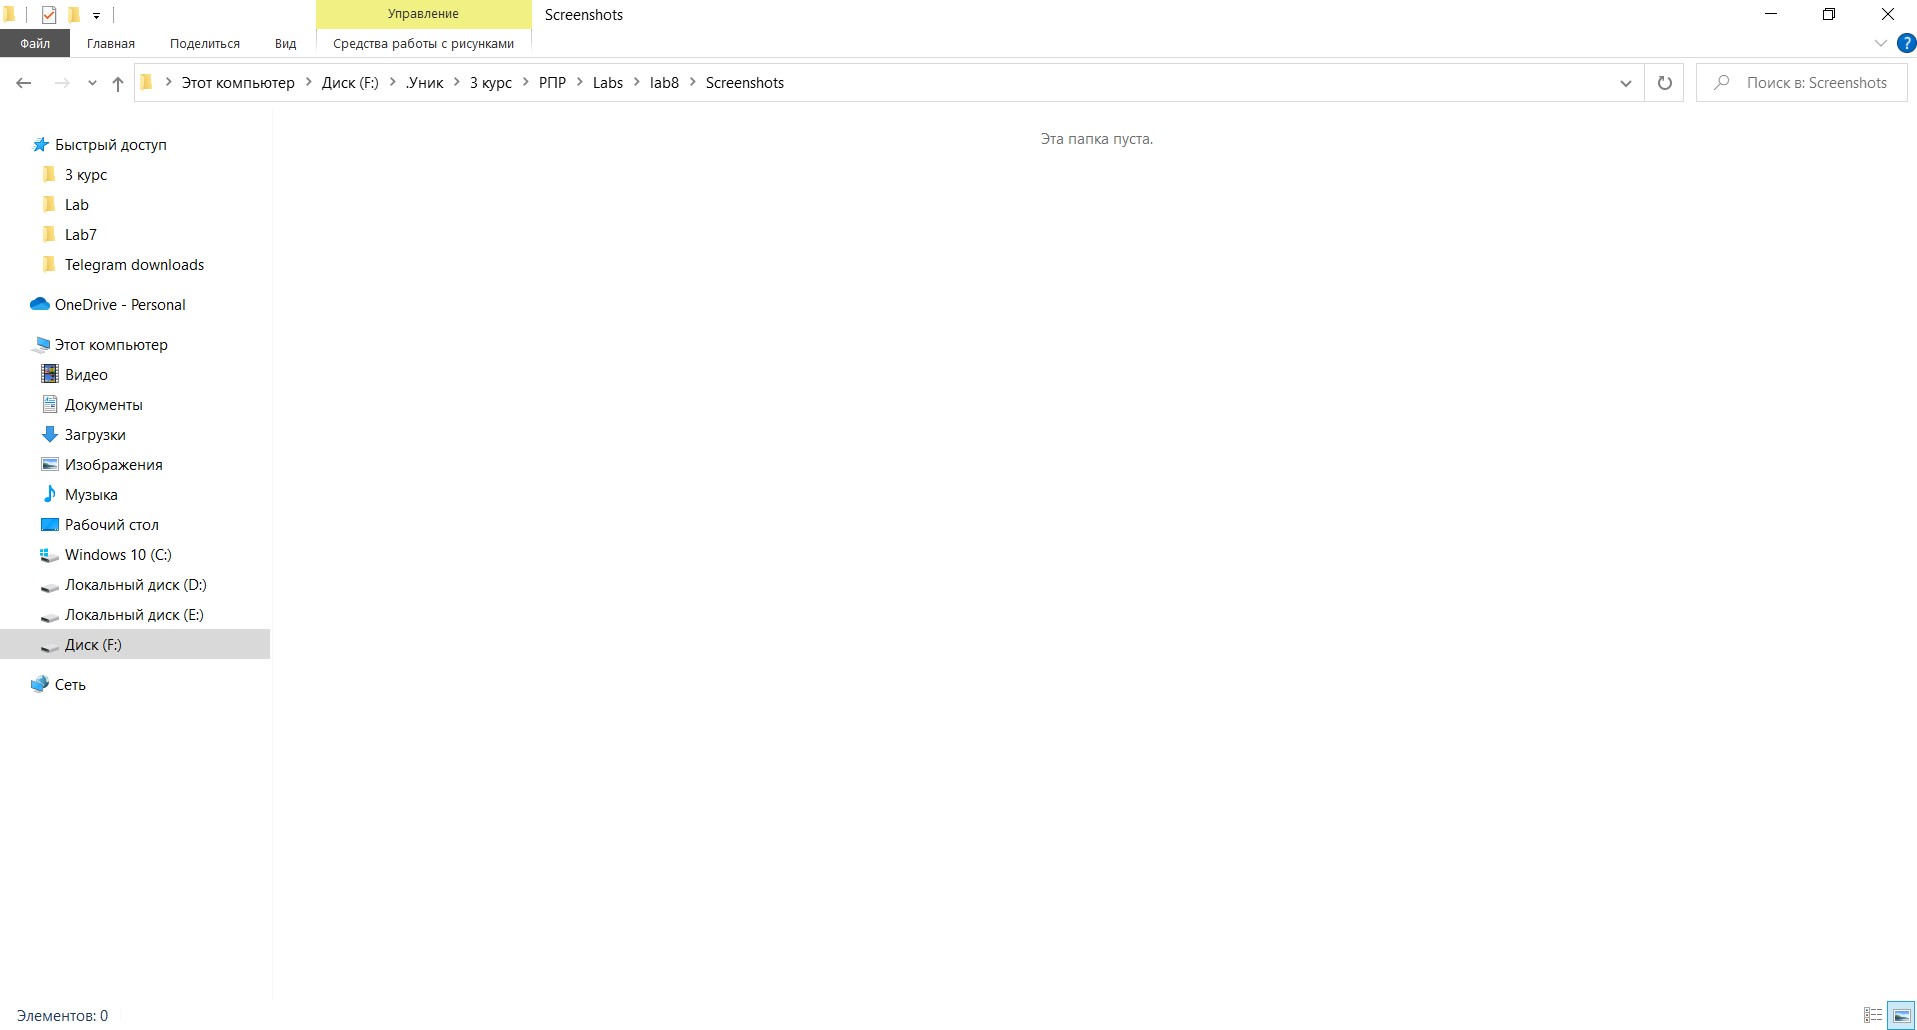 Управление
Screenshots
Файл
Главная
Поделиться
Вид
Средства работы с рисунками
Этот компьютер > Диск (F:) > .Уник > 3 курс > РПР > Labs > lab8 > Screenshots
Поиск в: Screenshots
Эта папка пуста.
Быстрый доступ
3 курс
Lab
Lab7
Telegram downloads
OneDrive - Personal
Этот компьютер
Видео
Документы
Загрузки
Изображения
Музыка
Рабочий стол
Windows 10 (C:)
Локальный диск (D:)
Локальный диск (E:)
Диск (F:)
Сеть
Элементов: 0